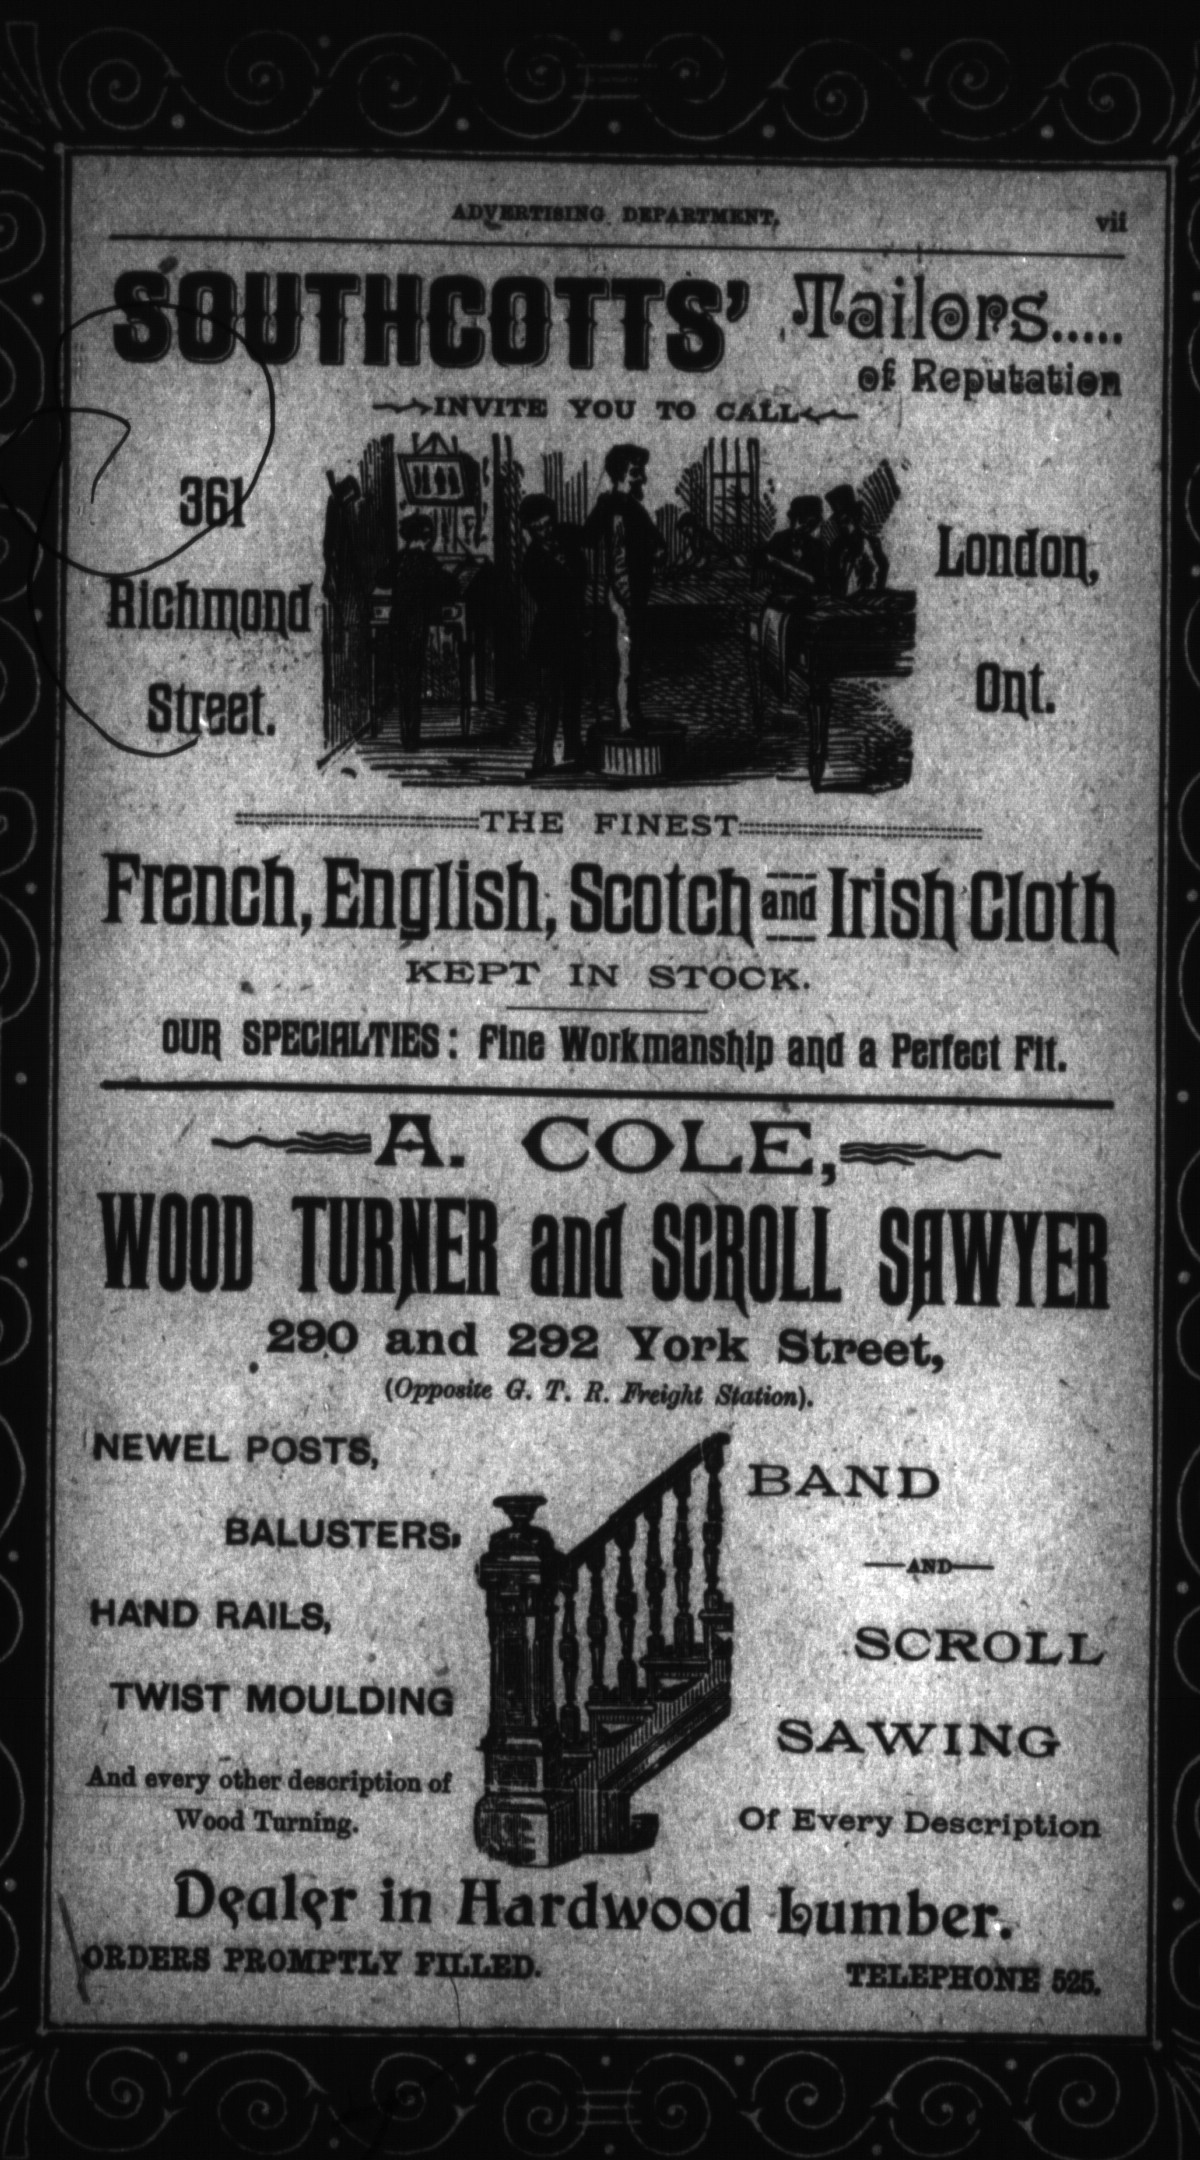 ADVERTISING DEPARTMENT. vii
SOUTHCOTTS' Tailors.....
of Reputation
INVITE YOU TO CALL
361
Richmond
Street.
London,
Ont.
THE FINEST
French, English, Scotch and Irish Cloth
KEPT IN STOCK.
OUR SPECIALTIES: Fine Workmanship and a Perfect Fit.
A. COLE,
WOOD TURNER and SCROLL SAWYER
290 and 292 York Street,
(Opposite G. T. R. Freight Station).
NEWEL POSTS,
BALUSTERS,
HAND RAILS,
TWIST MOULDING
And every other description of
Wood Turning.
BAND
AND
SCROLL
SAWING
Of Every Description
Dealer in Hardwood Lumber.
ORDERS PROMPTLY FILLED. TELEPHONE 525.